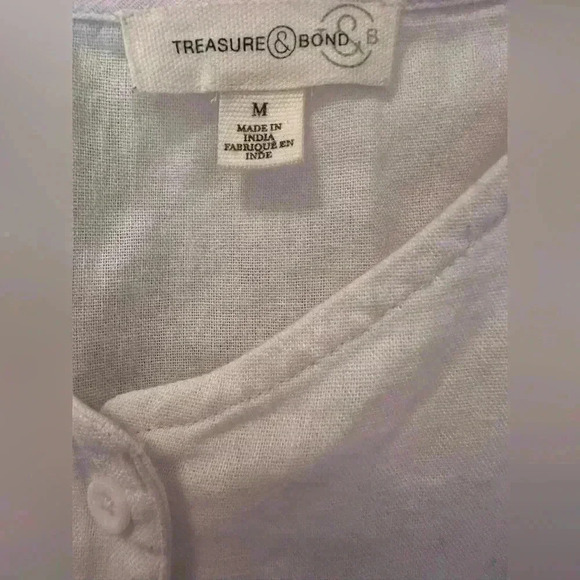 TREASURE & BOND & B
M
MADE IN
INDIA
FABRIQUÉ EN
INDE